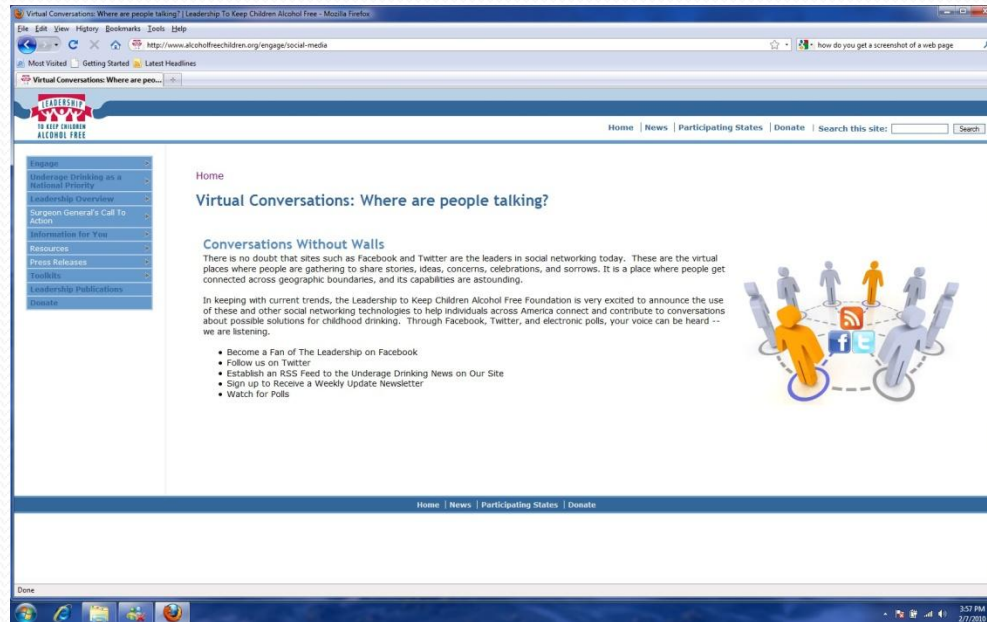 Virtual Conversations: Where are people talking? | Leadership To Keep Children Alcohol Free - Mozilla Firefox
File Edit View History Bookmarks Tools Help
http://www.alcoholfreechildren.org/engage/social-media
how do you get a screenshot of a web page
Most Visited Getting Started Latest Headlines
Virtual Conversations: Where are peo...
LEADERSHIP
TO KEEP CHILDREN
ALCOHOL FREE
Home | News | Participating States | Donate | Search this site: Search
Engage
Underage Drinking as a
National Priority
Leadership Overview
Surgeon General's Call To
Action
Information for You
Resources
Press Releases
Toolkits
Leadership Publications
Donate
Home
Virtual Conversations: Where are people talking?
Conversations Without Walls
There is no doubt that sites such as Facebook and Twitter are the leaders in social networking today. These are the virtual
places where people are gathering to share stories, ideas, concerns, celebrations, and sorrows. It is a place where people get
connected across geographic boundaries, and its capabilities are astounding.
In keeping with current trends, the Leadership to Keep Children Alcohol Free Foundation is very excited to announce the use
of these and other social networking technologies to help individuals across America connect and contribute to conversations
about possible solutions for childhood drinking. Through Facebook, Twitter, and electronic polls, your voice can be heard --
we are listening.
• Become a Fan of The Leadership on Facebook
• Follow us on Twitter
• Establish an RSS Feed to the Underage Drinking News on Our Site
• Sign up to Receive a Weekly Update Newsletter
• Watch for Polls
f t
Home | News | Participating States | Donate
Done
3:57 PM
2/7/2010